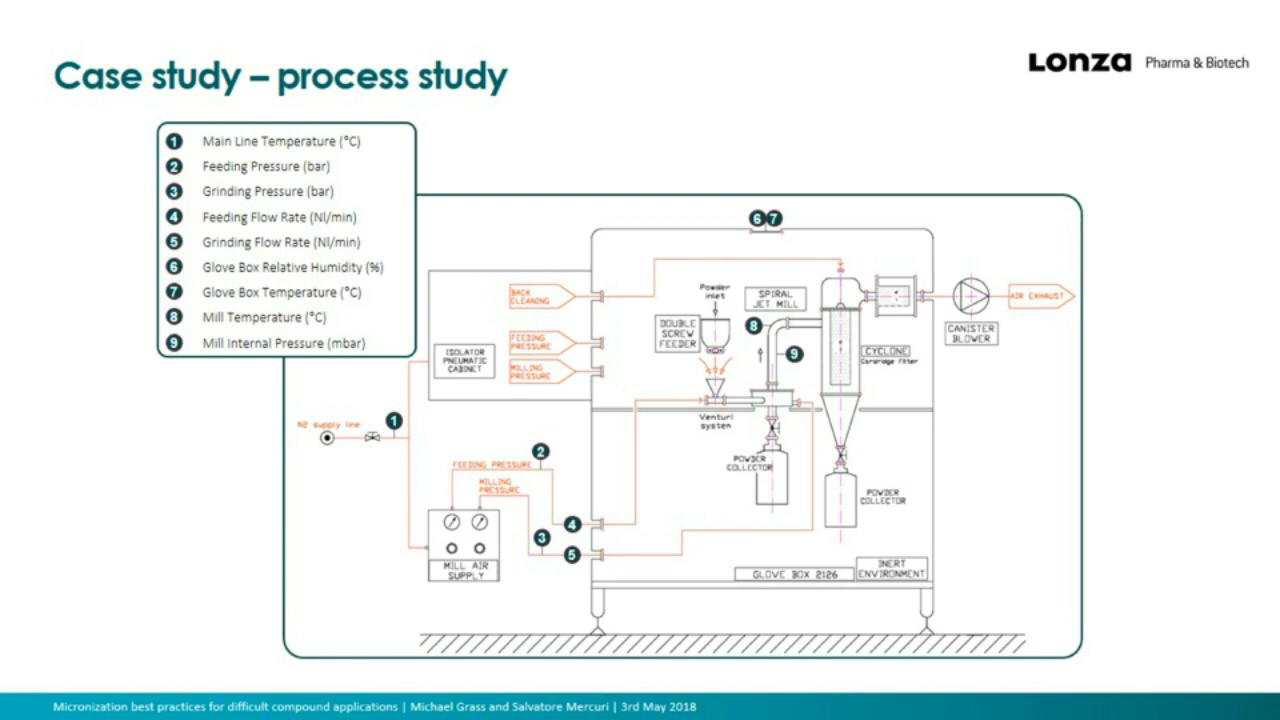 Case study – process study
Lonza Pharma & Biotech
1 Main Line Temperature (°C)
2 Feeding Pressure (bar)
3 Grinding Pressure (bar)
4 Feeding Flow Rate (Nl/min)
5 Grinding Flow Rate (Nl/min)
6 Glove Box Relative Humidity (%)
7 Glove Box Temperature (°C)
8 Mill Temperature (°C)
9 Mill Internal Pressure (mbar)
6 7
BACK
CLEANING
FEEDING
PRESSURE
MILLING
PRESSURE
ISOLATOR
PNEUMATIC
CABINET
Powder
inlet
SPIRAL
JET MILL
DOUBLE
SCREW
FEEDER
8
9
CYCLONE
Cartridge Filter
AIR EXHAUST
CANISTER
BLOWER
Venturi
system
POWDER
COLLECTOR
POWDER
COLLECTOR
N2 supply line
1
2
FEEDING PRESSURE
MILLING
PRESSURE
4
3
5
MILL AIR
SUPPLY
GLOVE BOX 2126
INERT
ENVIRONMENT
Micronization best practices for difficult compound applications | Michael Grass and Salvatore Mercuri | 3rd May 2018